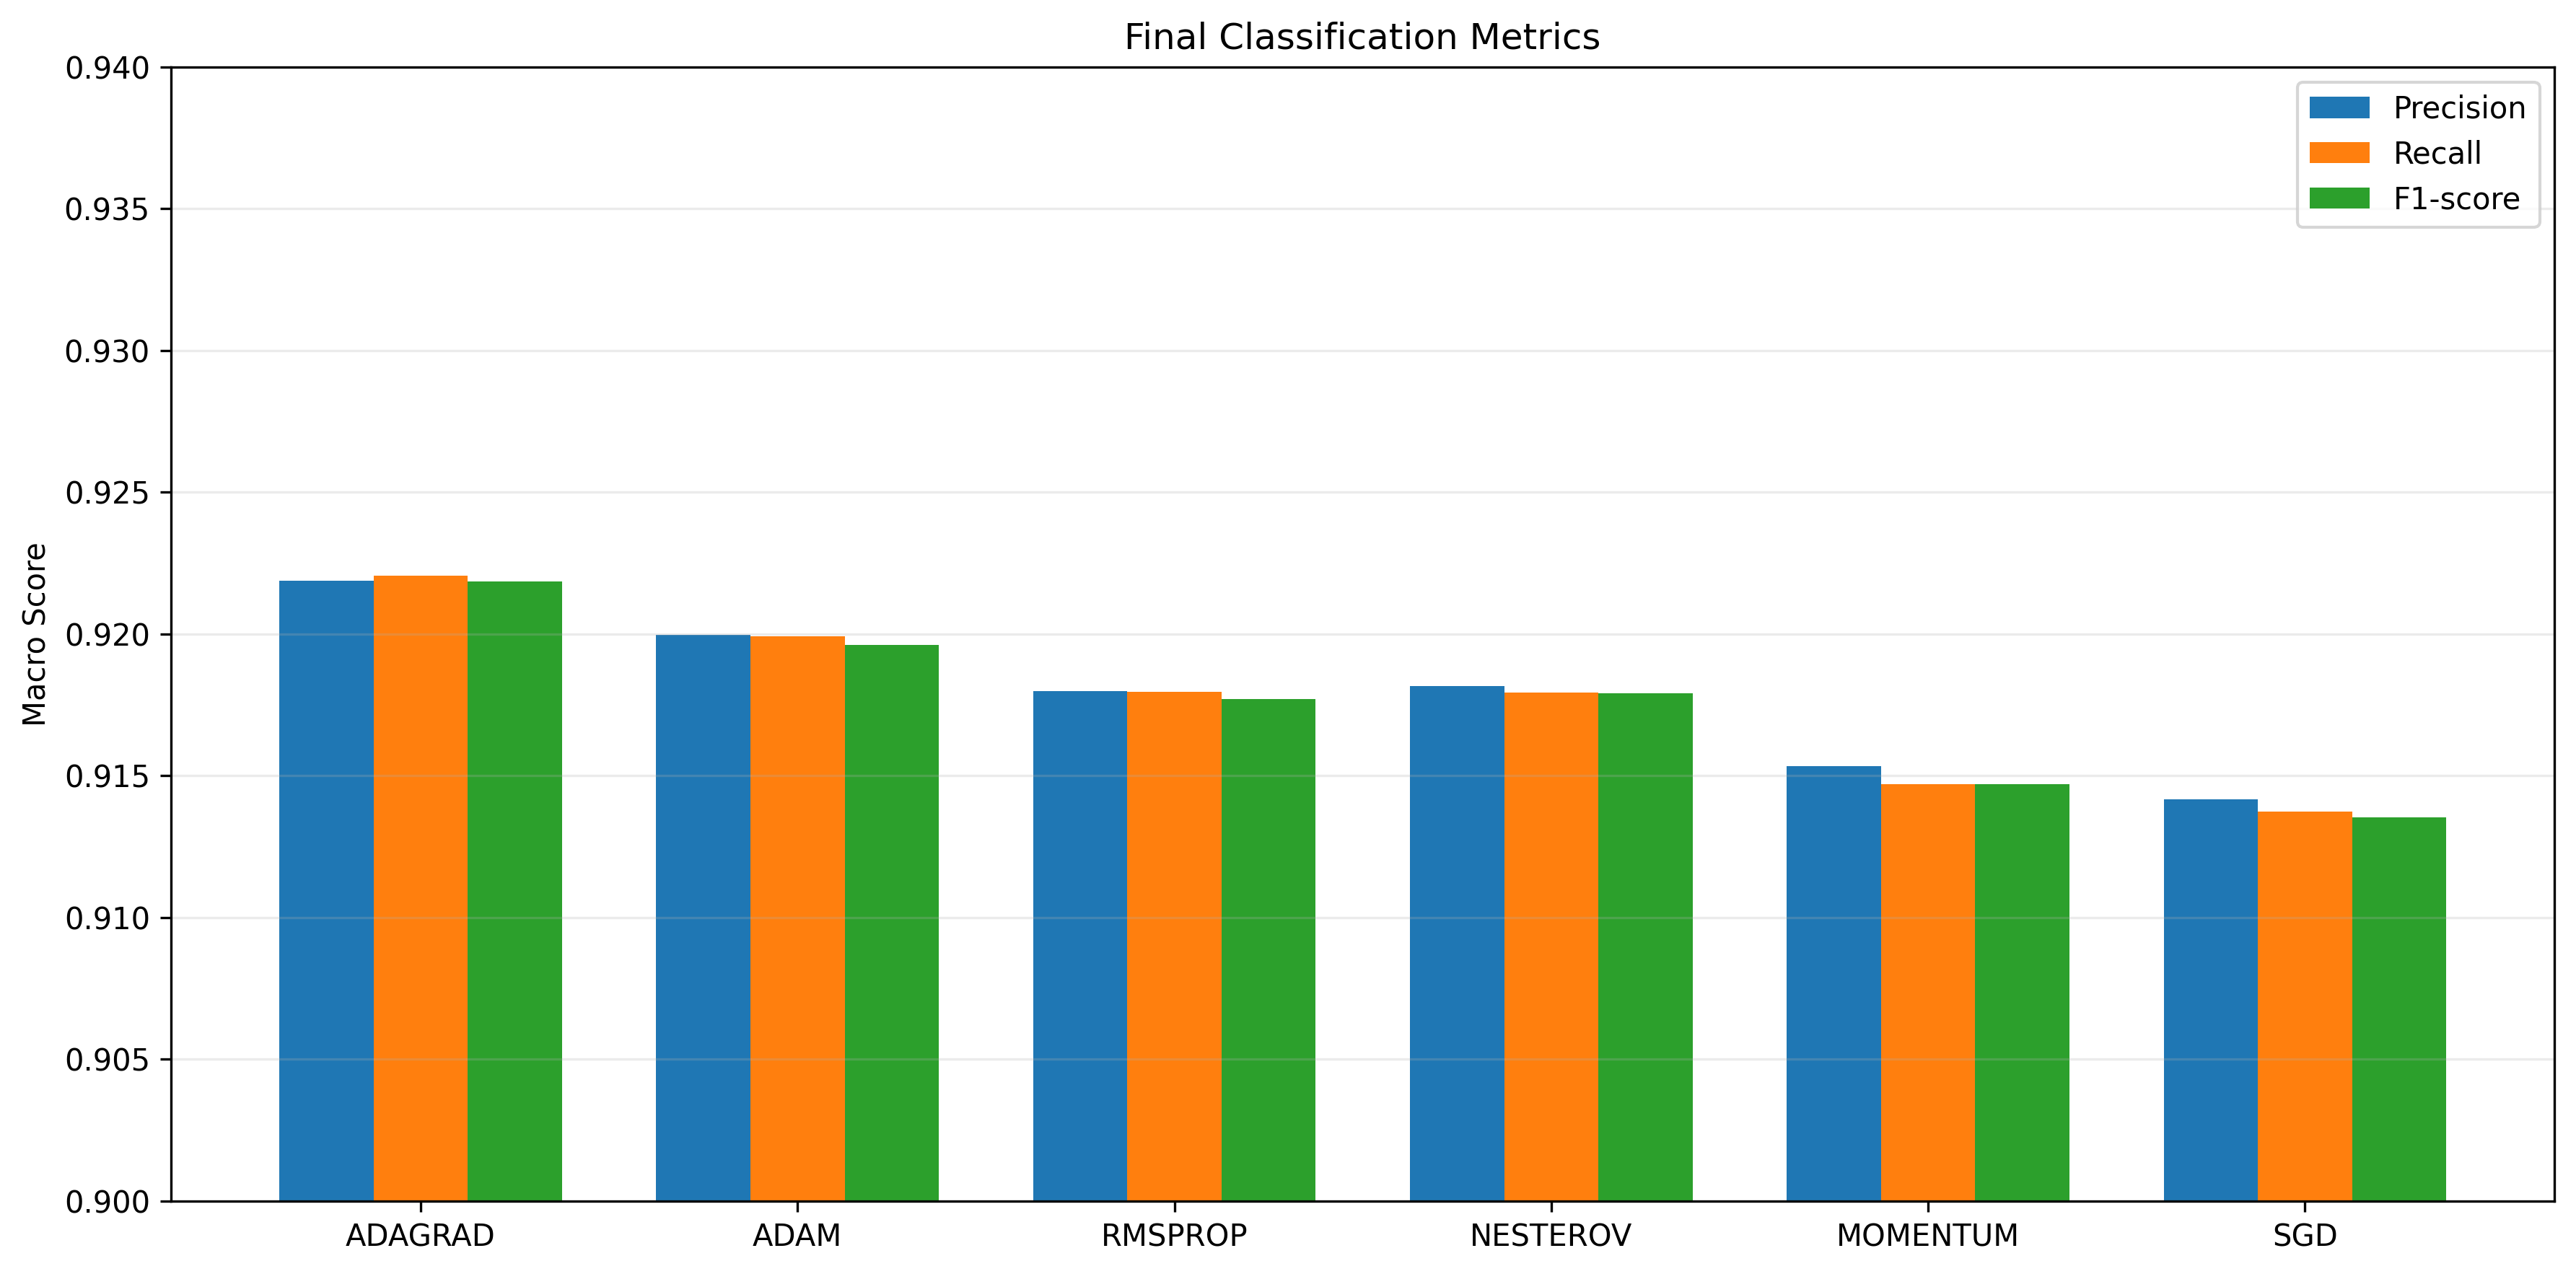 Final Classification Metrics
0.940
0.935
0.930
0.925
0.920
0.915
0.910
0.905
0.900
Macro Score
Precision
Recall
F1-score
ADAGRAD
ADAM
RMSPROP
NESTEROV
MOMENTUM
SGD